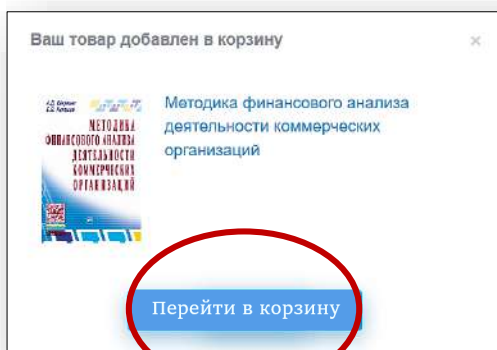 Ваш товар добавлен в корзину ×
МЕТОДИКА
ФИНАНСОВОГО АНАЛИЗА
ДЕЯТЕЛЬНОСТИ
КОММЕРЧЕСКИХ
ОРГАНИЗАЦИЙ
Методика финансового анализа
деятельности коммерческих
организаций
Перейти в корзину